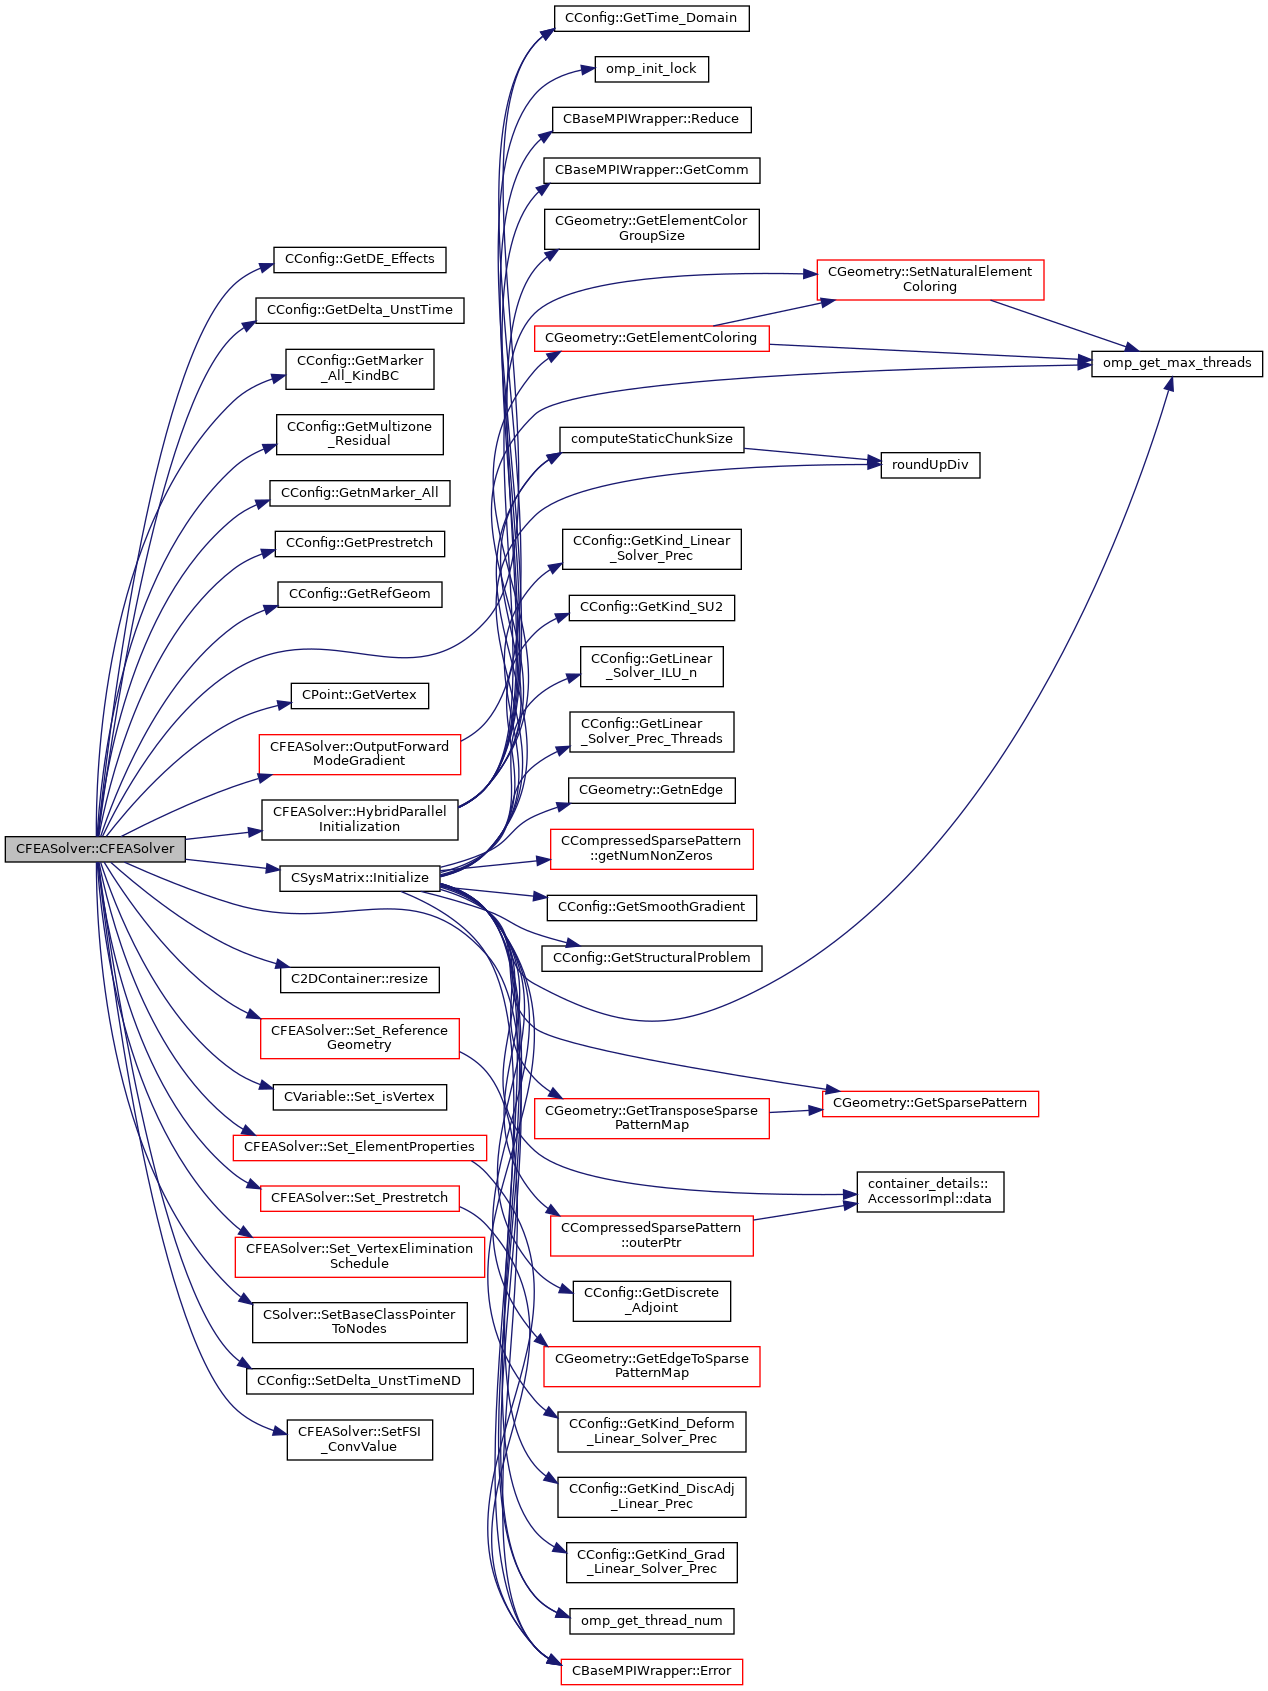 CFEASolver::CFEASolver
CConfig::GetDE_Effects
CConfig::GetDelta_UnstTime
CConfig::GetMarker
_All_KindBC
CConfig::GetMultizone
_Residual
CConfig::GetnMarker_All
CConfig::GetPrestretch
CConfig::GetRefGeom
CPoint::GetVertex
CFEASolver::OutputForward
ModeGradient
CFEASolver::HybridParallel
Initialization
CSysMatrix::Initialize
C2DContainer::resize
CFEASolver::Set_Reference
Geometry
CVariable::Set_isVertex
CFEASolver::Set_ElementProperties
CFEASolver::Set_Prestretch
CFEASolver::Set_VertexElimination
Schedule
CSolver::SetBaseClassPointer
ToNodes
CConfig::SetDelta_UnstTimeND
CFEASolver::SetFSI
_ConvValue
CConfig::GetTime_Domain
omp_init_lock
CBaseMPIWrapper::Reduce
CBaseMPIWrapper::GetComm
CGeometry::GetElementColor
GroupSize
CGeometry::GetElementColoring
computeStaticChunkSize
CConfig::GetKind_Linear
_Solver_Prec
CConfig::GetKind_SU2
CConfig::GetLinear
_Solver_ILU_n
CConfig::GetLinear
_Solver_Prec_Threads
CGeometry::GetnEdge
CCompressedSparsePattern
::getNumNonZeros
CConfig::GetSmoothGradient
CConfig::GetStructuralProblem
CGeometry::GetTransposeSparse
PatternMap
CCompressedSparsePattern
::outerPtr
CConfig::GetDiscrete
_Adjoint
CGeometry::GetEdgeToSparse
PatternMap
CConfig::GetKind_Deform
_Linear_Solver_Prec
CConfig::GetKind_DiscAdj
_Linear_Prec
CConfig::GetKind_Grad
_Linear_Solver_Prec
omp_get_thread_num
CBaseMPIWrapper::Error
CGeometry::SetNaturalElement
Coloring
roundUpDiv
CGeometry::GetSparsePattern
container_details::
AccessorImpl::data
omp_get_max_threads